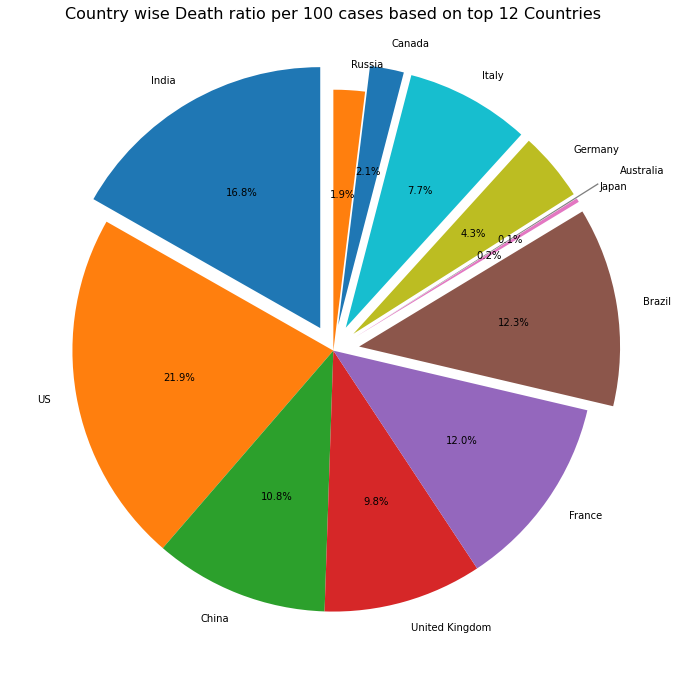 Country wise Death ratio per 100 cases based on top 12 Countries
Canada
Russia
India
Italy
Germany
Australia
Japan
2.1%
1.9%
16.8%
7.7%
4.3%
0.1%
0.2%
Brazil
12.3%
21.9%
US
12.0%
10.8%
9.8%
France
China
United Kingdom